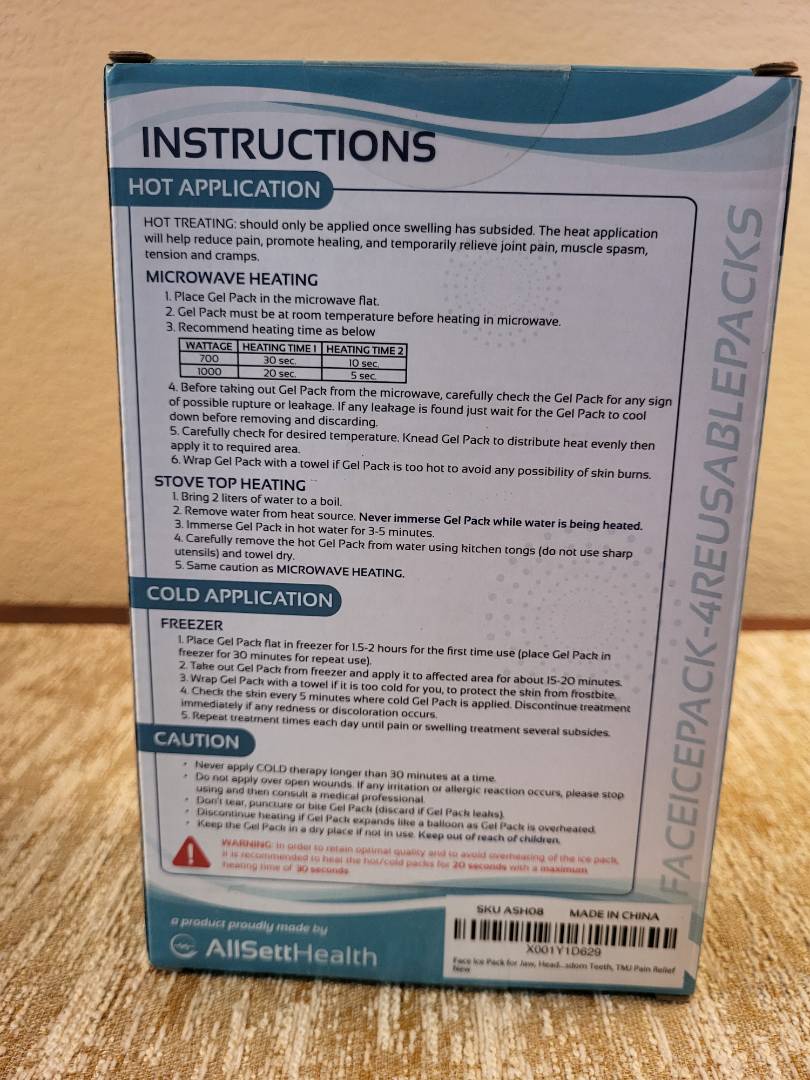 INSTRUCTIONS
HOT APPLICATION
HOT TREATING: should only be applied once swelling has subsided. The heat application
will help reduce pain, promote healing, and temporarily relieve joint pain, muscle spasm,
tension and cramps.
MICROWAVE HEATING
1. Place Gel Pack in the microwave flat.
2. Gel Pack must be at room temperature before heating in microwave.
3. Recommend heating time as below
WATTAGE HEATING TIME 1 HEATING TIME 2
700 30 sec. 10 sec.
1000 20 sec. 5 sec.
4. Before taking out Gel Pack from the microwave, carefully check the Gel Pack for any sign
of possible rupture or leakage. If any leakage is found just wait for the Gel Pack to cool
down before removing and discarding.
5. Carefully check for desired temperature. Knead Gel Pack to distribute heat evenly then
apply it to required area.
6. Wrap Gel Pack with a towel if Gel Pack is too hot to avoid any possibility of skin burns.
STOVE TOP HEATING
1. Bring 2 liters of water to a boil.
2. Remove water from heat source. Never immerse Gel Pack while water is being heated.
3. Immerse Gel Pack in hot water for 3-5 minutes.
4. Carefully remove the hot Gel Pack from water using kitchen tongs (do not use sharp
utensils) and towel dry.
5. Same caution as MICROWAVE HEATING.
COLD APPLICATION
FREEZER
1. Place Gel Pack flat in freezer for 1.5-2 hours for the first time use (place Gel Pack in
freezer for 30 minutes for repeat use).
2. Take out Gel Pack from freezer and apply it to affected area for about 15-20 minutes.
3. Wrap Gel Pack with a towel if it is too cold for you, to protect the skin from frostbite.
4. Check the skin every 5 minutes where cold Gel Pack is applied. Discontinue treatment
immediately if any redness or discoloration occurs.
5. Repeat treatment times each day until pain or swelling treatment several subsides.
CAUTION
• Never apply COLD therapy longer than 30 minutes at a time.
• Do not apply over open wounds. If any irritation or allergic reaction occurs, please stop
using and then consult a medical professional.
• Don't tear, puncture or bite Gel Pack (discard if Gel Pack leaks).
• Discontinue heating if Gel Pack expands like a balloon as Gel Pack is overheated.
• Keep the Gel Pack in a dry place if not in use. Keep out of reach of children.
WARNING: In order to retain optimal quality and to avoid overheating of the ice pack,
it is recommended to heat the hot/cold packs for 20 seconds with a maximum
heating time of 30 seconds.
a product proudly made by
AllSettHealth
SKU ASH08 MADE IN CHINA
X001Y1D629
Face Ice Pack for Jaw, Head...sdom Teeth, TMJ Pain Relief
New
FACEICEPACK-4REUSABLEPACKS